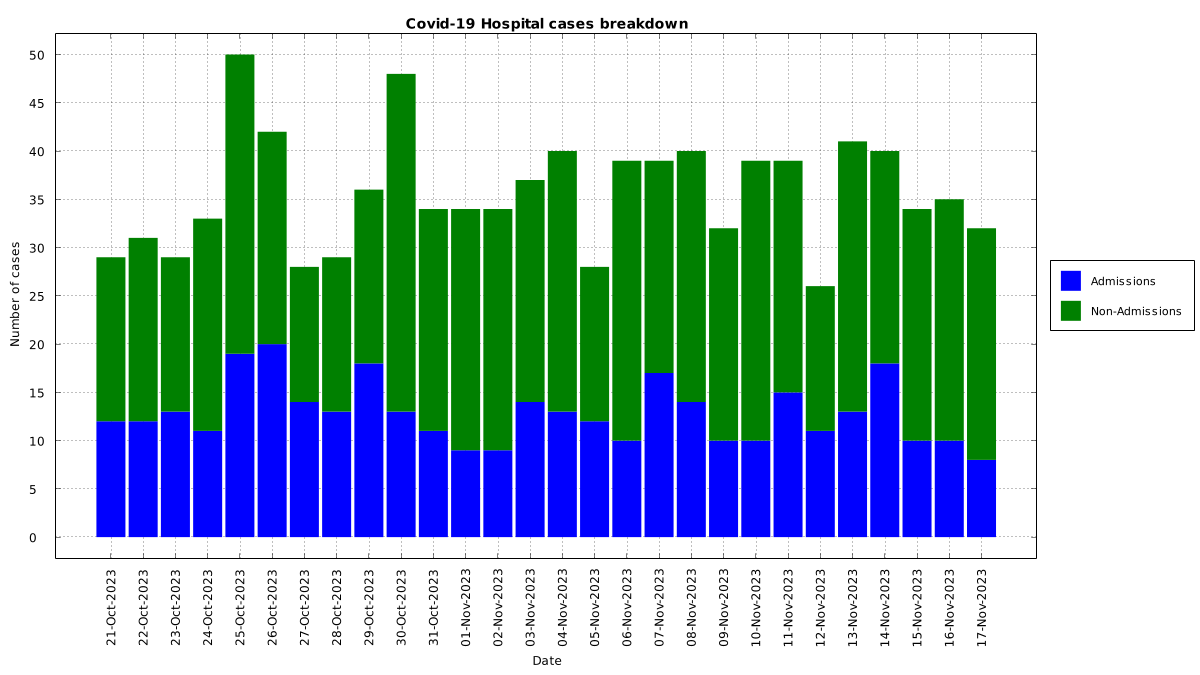 Covid-19 Hospital cases breakdown
50
45
40
35
30
25
20
15
10
5
0
Number of cases
21-Oct-2023
22-Oct-2023
23-Oct-2023
24-Oct-2023
25-Oct-2023
26-Oct-2023
27-Oct-2023
28-Oct-2023
29-Oct-2023
30-Oct-2023
31-Oct-2023
01-Nov-2023
02-Nov-2023
03-Nov-2023
04-Nov-2023
05-Nov-2023
06-Nov-2023
07-Nov-2023
08-Nov-2023
09-Nov-2023
10-Nov-2023
11-Nov-2023
12-Nov-2023
13-Nov-2023
14-Nov-2023
15-Nov-2023
16-Nov-2023
17-Nov-2023
Date
Admissions
Non-Admissions